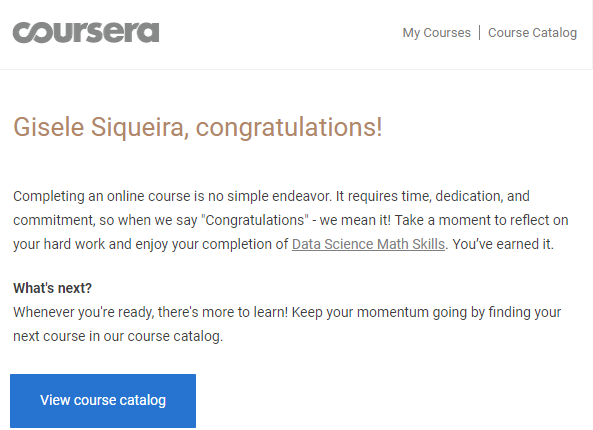 coursera
My Courses | Course Catalog
Gisele Siqueira, congratulations!
Completing an online course is no simple endeavor. It requires time, dedication, and
commitment, so when we say "Congratulations" - we mean it! Take a moment to reflect on
your hard work and enjoy your completion of Data Science Math Skills. You've earned it.
What's next?
Whenever you're ready, there's more to learn! Keep your momentum going by finding your
next course in our course catalog.
View course catalog